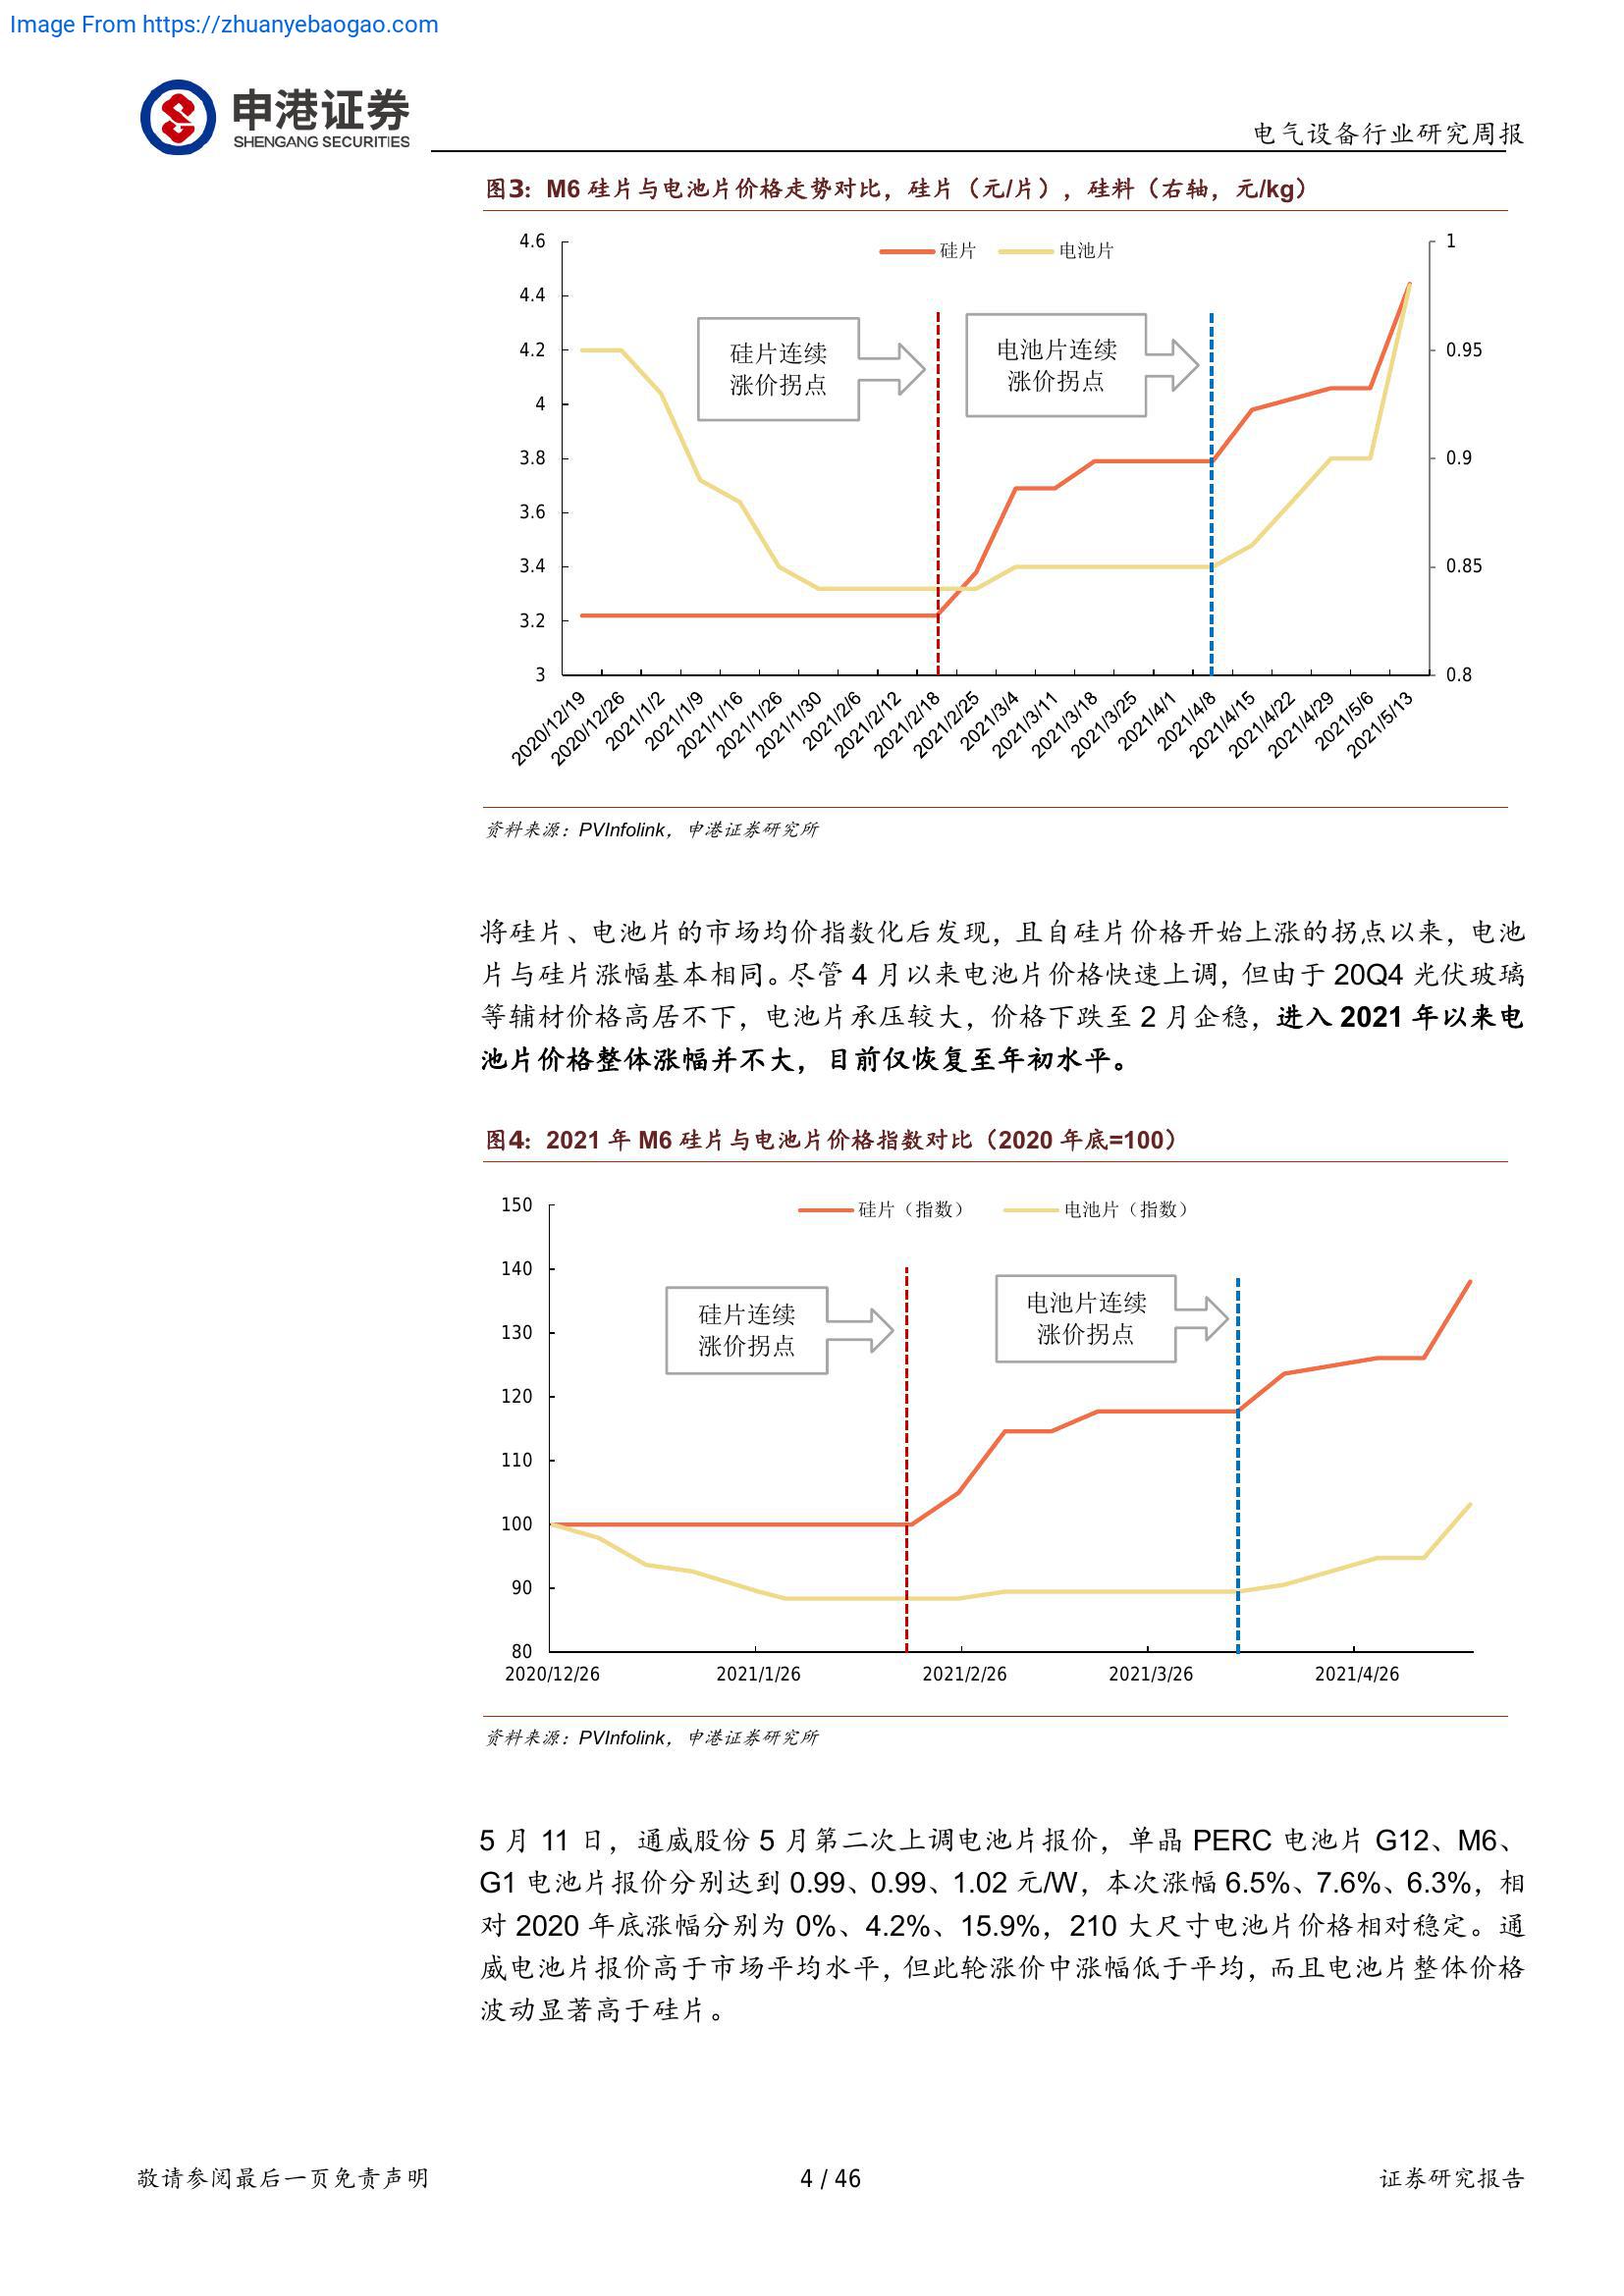 Image From https://zhuanyebaogao.com
申港证券
SHENGANG SECURITIES
电气设备行业研究周报
图3：M6 硅片与电池片价格走势对比，硅片（元/片），硅料（右轴，元/kg）
4.6
4.4
4.2
4
3.8
3.6
3.4
3.2
3
硅片
电池片
1
0.95
0.9
0.85
0.8
硅片连续
涨价拐点
电池片连续
涨价拐点
2020/12/19
2020/12/26
2021/1/2
2021/1/9
2021/1/16
2021/1/26
2021/1/30
2021/2/6
2021/2/12
2021/2/18
2021/2/25
2021/3/4
2021/3/11
2021/3/18
2021/3/25
2021/4/1
2021/4/8
2021/4/15
2021/4/22
2021/4/29
2021/5/6
2021/5/13
资料来源：PVInfolink，申港证券研究所
将硅片、电池片的市场均价指数化后发现，且自硅片价格开始上涨的拐点以来，电池
片与硅片涨幅基本相同。尽管 4 月以来电池片价格快速上调，但由于 20Q4 光伏玻璃
等辅材价格高居不下，电池片承压较大，价格下跌至 2 月企稳，进入 2021 年以来电
池片价格整体涨幅并不大，目前仅恢复至年初水平。
图4：2021 年 M6 硅片与电池片价格指数对比（2020 年底=100）
150
140
130
120
110
100
90
80
硅片（指数）
电池片（指数）
硅片连续
涨价拐点
电池片连续
涨价拐点
2020/12/26
2021/1/26
2021/2/26
2021/3/26
2021/4/26
资料来源：PVInfolink，申港证券研究所
5 月 11 日，通威股份 5 月第二次上调电池片报价，单晶 PERC 电池片 G12、M6、
G1 电池片报价分别达到 0.99、0.99、1.02 元/W，本次涨幅 6.5%、7.6%、6.3%，相
对 2020 年底涨幅分别为 0%、4.2%、15.9%，210 大尺寸电池片价格相对稳定。通
威电池片报价高于市场平均水平，但此轮涨价中涨幅低于平均，而且电池片整体价格
波动显著高于硅片。
敬请参阅最后一页免责声明
4 / 46
证券研究报告